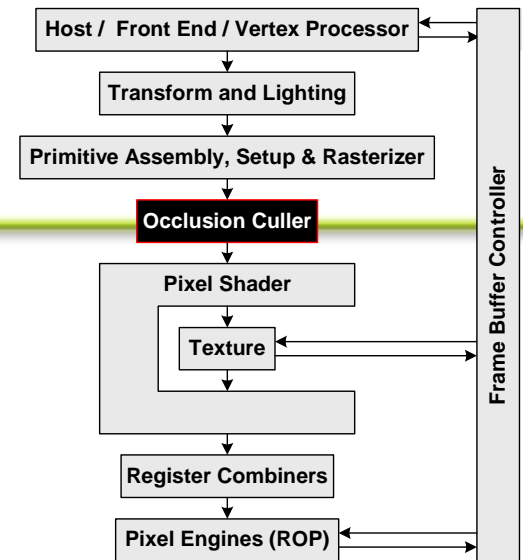 Host / Front End / Vertex Processor
Transform and Lighting
Primitive Assembly, Setup & Rasterizer
Occlusion Culler
Pixel Shader
Texture
Register Combiners
Pixel Engines (ROP)
Frame Buffer Controller